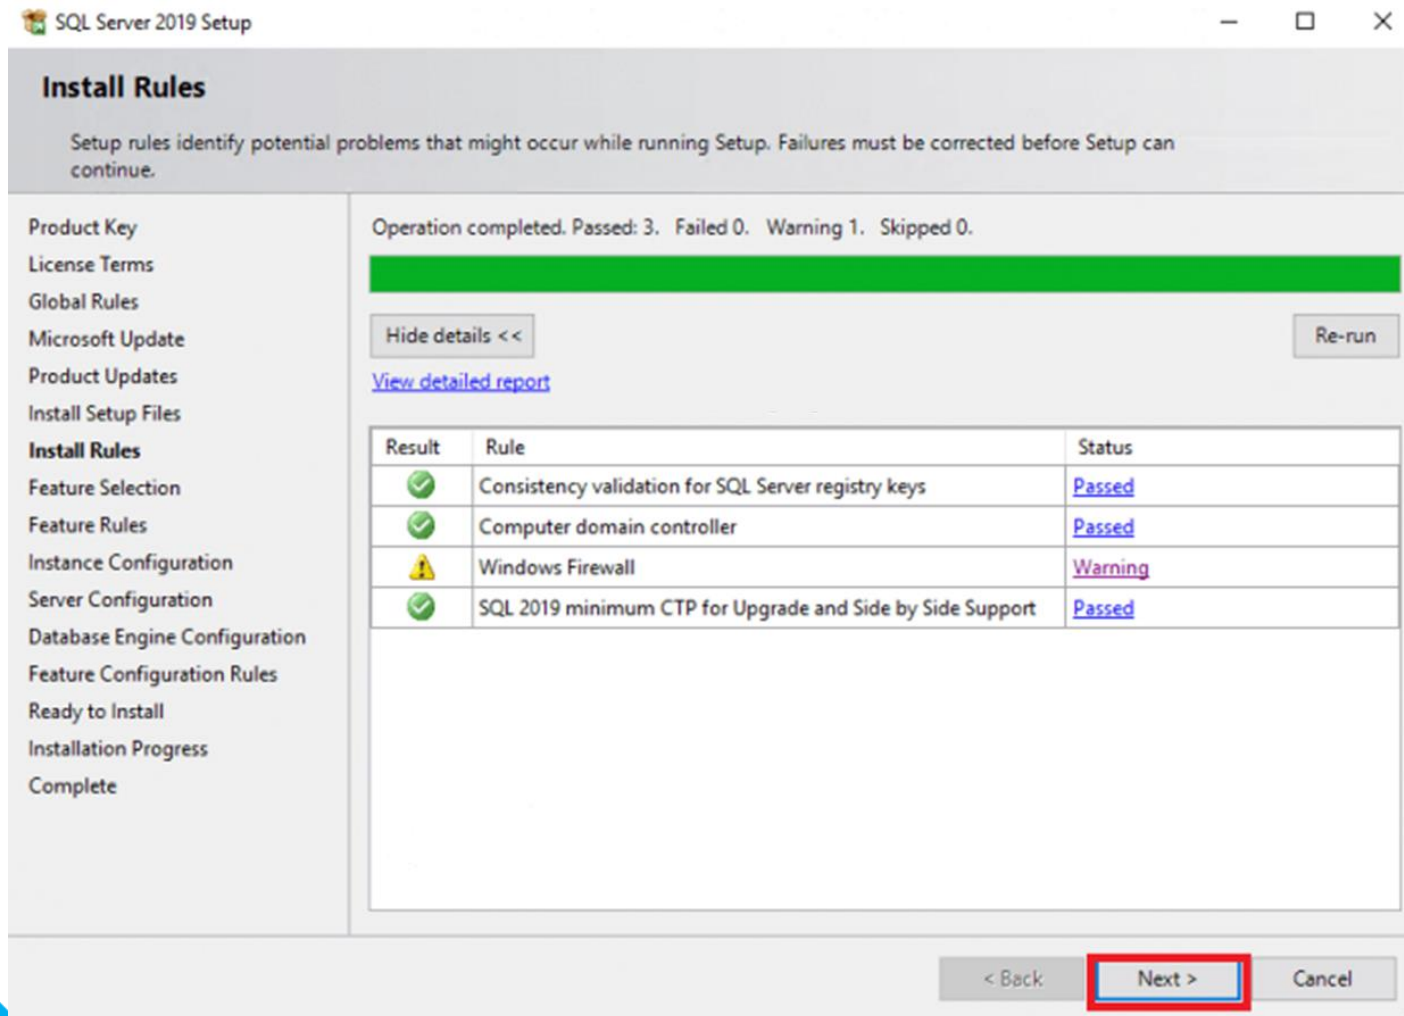 SQL Server 2019 Setup
Install Rules
Setup rules identify potential problems that might occur while running Setup. Failures must be corrected before Setup can
continue.
Product Key
License Terms
Global Rules
Microsoft Update
Product Updates
Install Setup Files
Install Rules
Feature Selection
Feature Rules
Instance Configuration
Server Configuration
Database Engine Configuration
Feature Configuration Rules
Ready to Install
Installation Progress
Complete
Operation completed. Passed: 3. Failed 0. Warning 1. Skipped 0.
Hide details << Re-run
View detailed report
Result Rule Status
Consistency validation for SQL Server registry keys Passed
Computer domain controller Passed
Windows Firewall Warning
SQL 2019 minimum CTP for Upgrade and Side by Side Support Passed
< Back Next > Cancel